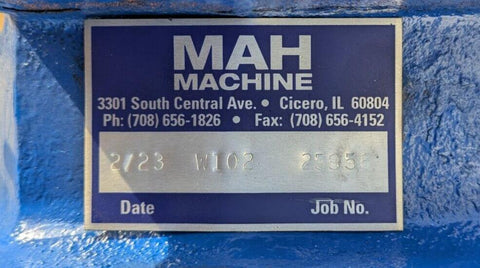 MAH
MACHINE
3301 South Central Ave. • Cicero, IL 60804
Ph: (708) 656-1826 • Fax: (708) 656-4152
2/23 W102
Date Job No.